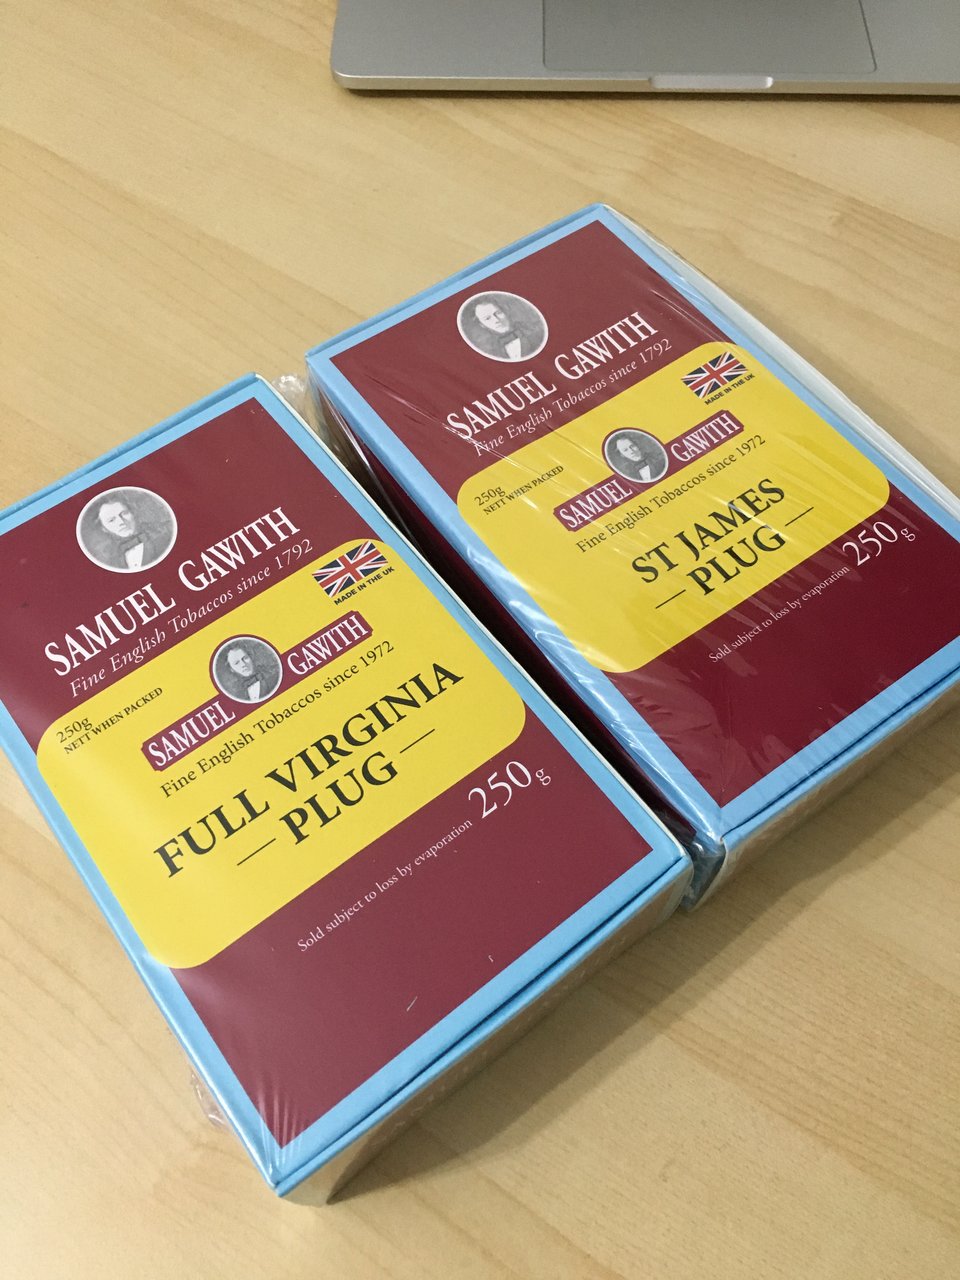 SAMUEL GAWITH
Fine English Tobaccos since 1792
250g
NETT WHEN PACKED
MADE IN THE UK
SAMUEL GAWITH
Fine English Tobaccos since 1972
FULL VIRGINIA
— PLUG —
Sold subject to loss by evaporation 250 g
SAMUEL GAWITH
Fine English Tobaccos since 1792
250g
NETT WHEN PACKED
MADE IN THE UK
SAMUEL GAWITH
Fine English Tobaccos since 1972
ST JAMES
— PLUG —
Sold subject to loss by evaporation 250 g